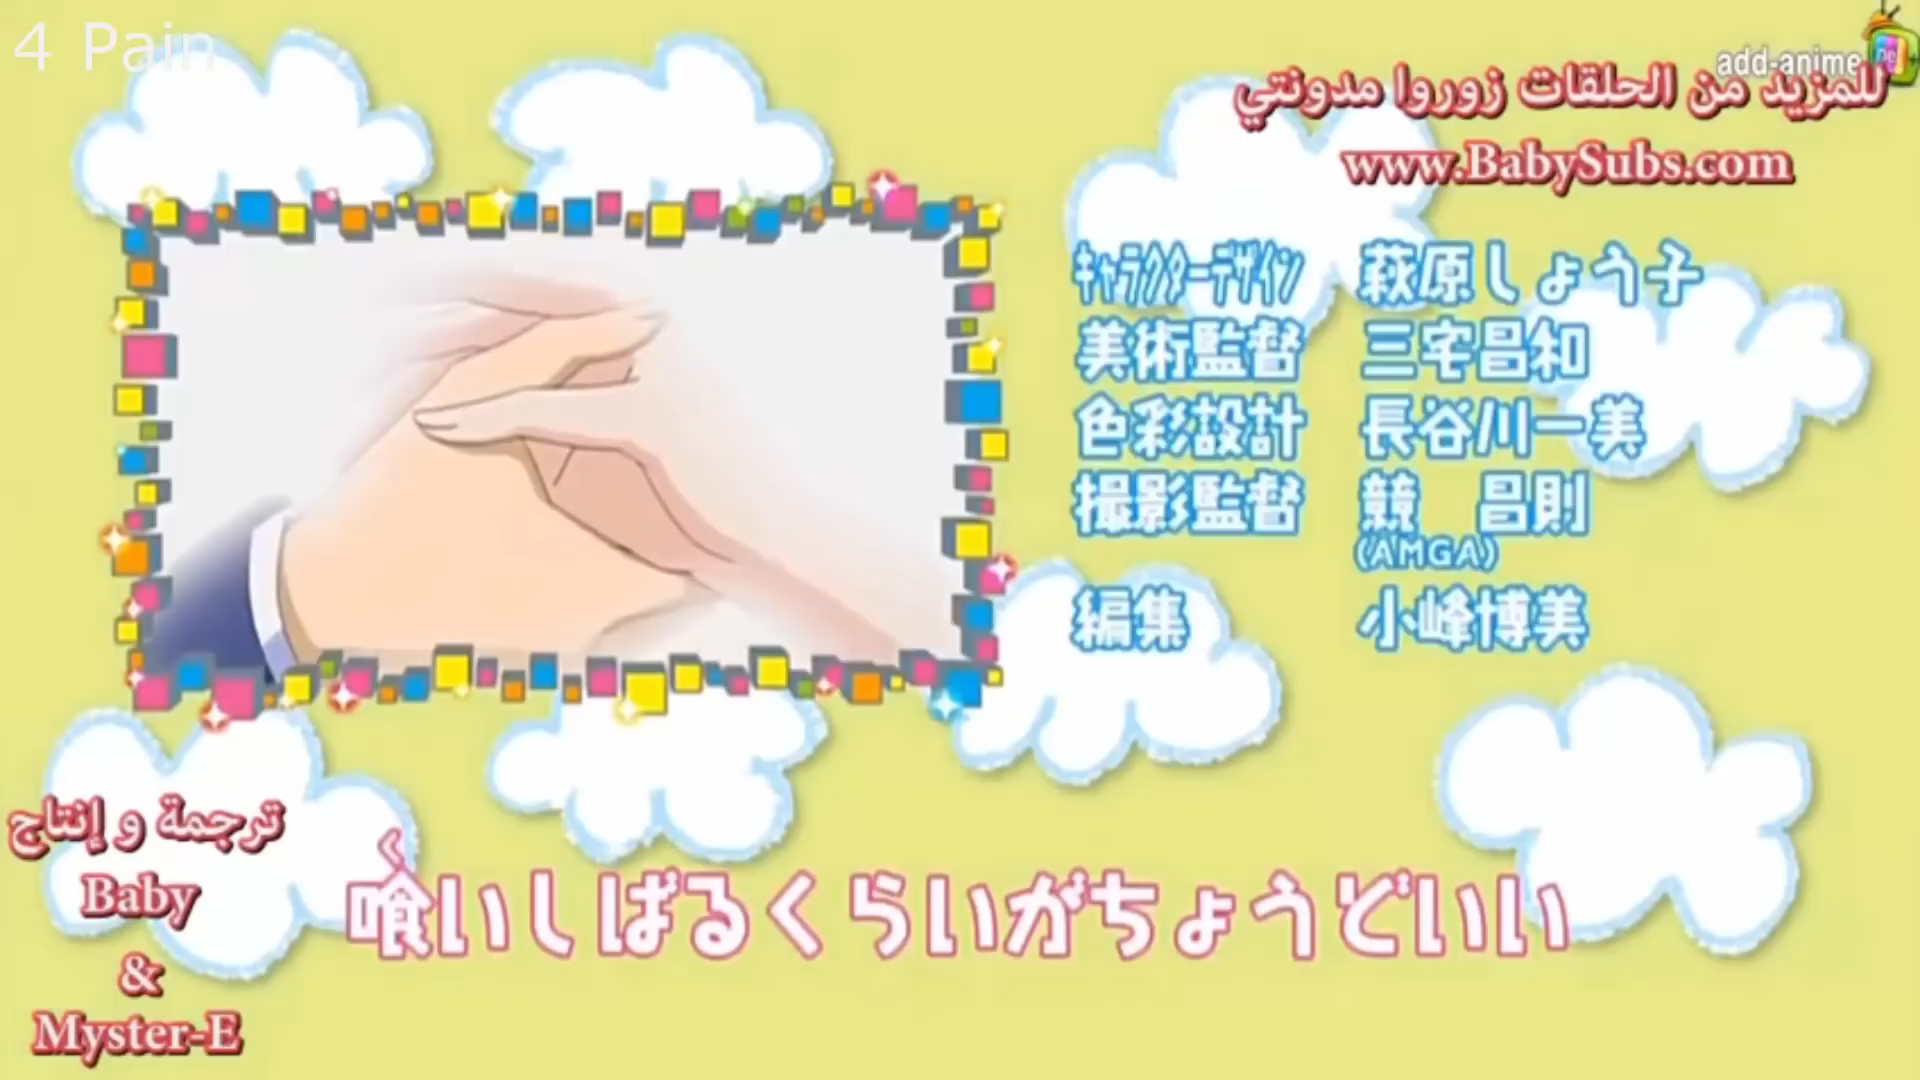 4 Pain
add-anime
للمزيد من الحلقات زوروا مدونتي
www.BabySubs.com
ｷｬﾗｸﾀｰﾃﾞｻﾞｲﾝ 萩原しょう子
美術監督 三宅昌和
色彩設計 長谷川一美
撮影監督 競 昌則
(AMGA)
編集 小峰博美
ترجمة و إنتاج
Baby
&
Myster-E
く
喰いしばるくらいがちょうどいい